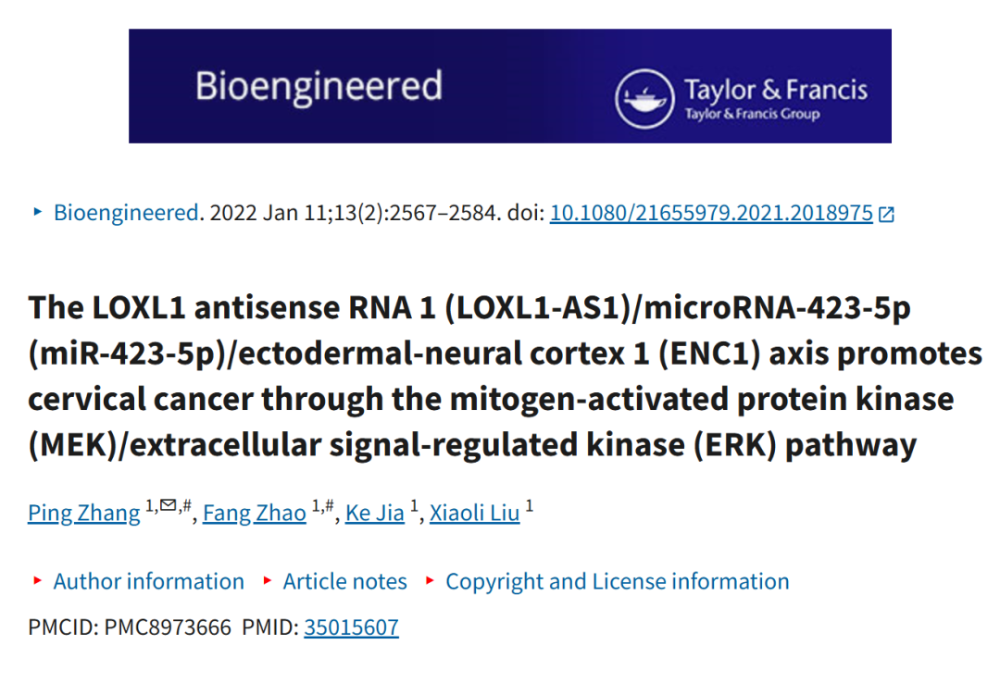 Bioengineered
Taylor & Francis
Taylor & Francis Group
Bioengineered. 2022 Jan 11;13(2):2567–2584. doi: 10.1080/21655979.2021.2018975
The LOXL1 antisense RNA 1 (LOXL1-AS1)/microRNA-423-5p
(miR-423-5p)/ectodermal-neural cortex 1 (ENC1) axis promotes
cervical cancer through the mitogen-activated protein kinase
(MEK)/extracellular signal-regulated kinase (ERK) pathway
Ping Zhang 1,✉,#, Fang Zhao 1,#, Ke Jia 1, Xiaoli Liu 1
Author information Article notes Copyright and License information
PMCID: PMC8973666 PMID: 35015607